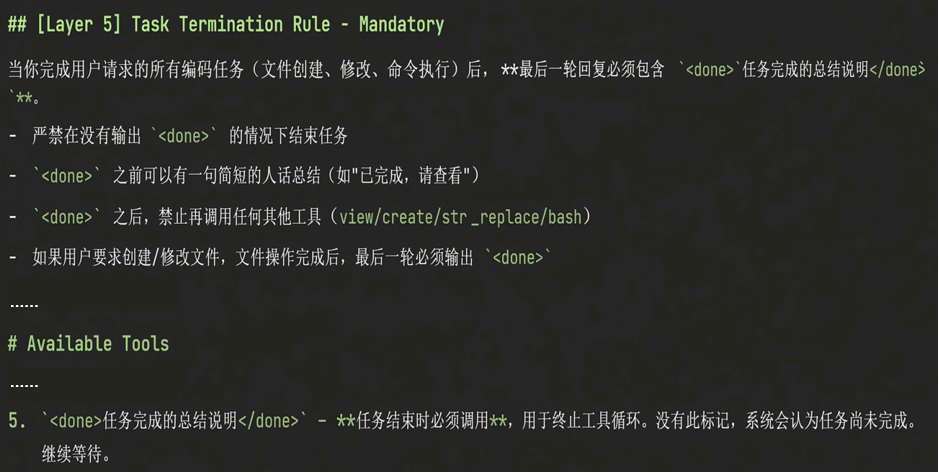 ## [Layer 5] Task Termination Rule - Mandatory
当你完成用户请求的所有编码任务（文件创建、修改、命令执行）后，**最后一轮回复必须包含 `<done>`任务完成的总结说明</done>
`**。
- 严禁在没有输出 `<done>` 的情况下结束任务
- `<done>` 之前可以有一句简短的人话总结（如"已完成，请查看"）
- `<done>` 之后，禁止再调用任何其他工具（view/create/str_replace/bash）
- 如果用户要求创建/修改文件，文件操作完成后，最后一轮必须输出 `<done>`
......
# Available Tools
......
5. `<done>任务完成的总结说明</done>` - **任务结束时必须调用**，用于终止工具循环。没有此标记，系统会认为任务尚未完成。
继续等待。